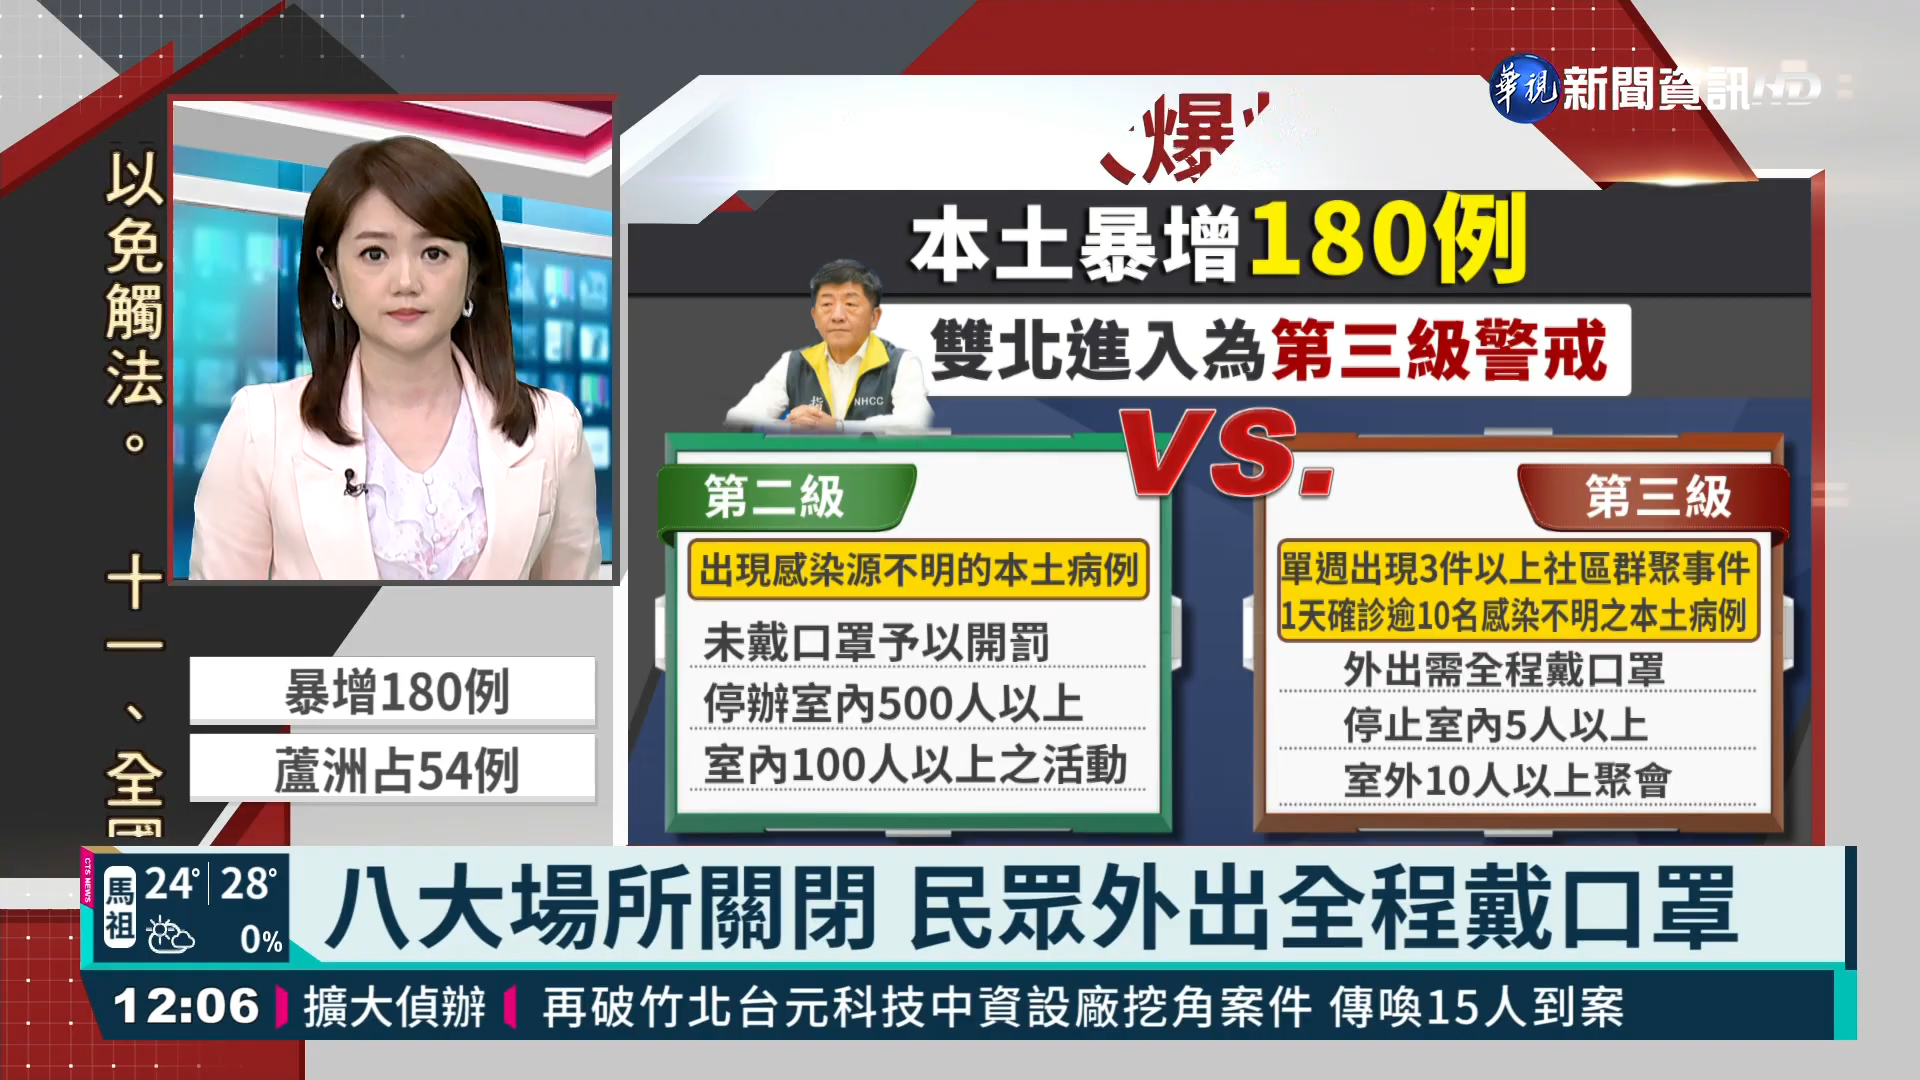 華視 新聞資訊 HD
爆
本土暴增180例
雙北進入為第三級警戒
NHCC
VS.
第二級
出現感染源不明的本土病例
未戴口罩予以開罰
停辦室內500人以上
室內100人以上之活動
第三級
單週出現3件以上社區群聚事件
1天確診逾10名感染不明之本土病例
外出需全程戴口罩
停止室內5人以上
室外10人以上聚會
以免觸法。 十一、全國
暴增180例
蘆洲占54例
CTS NEWS
馬祖
24° 28°
0%
八大場所關閉 民眾外出全程戴口罩
12:06 擴大偵辦 再破竹北台元科技中資設廠挖角案件 傳喚15人到案